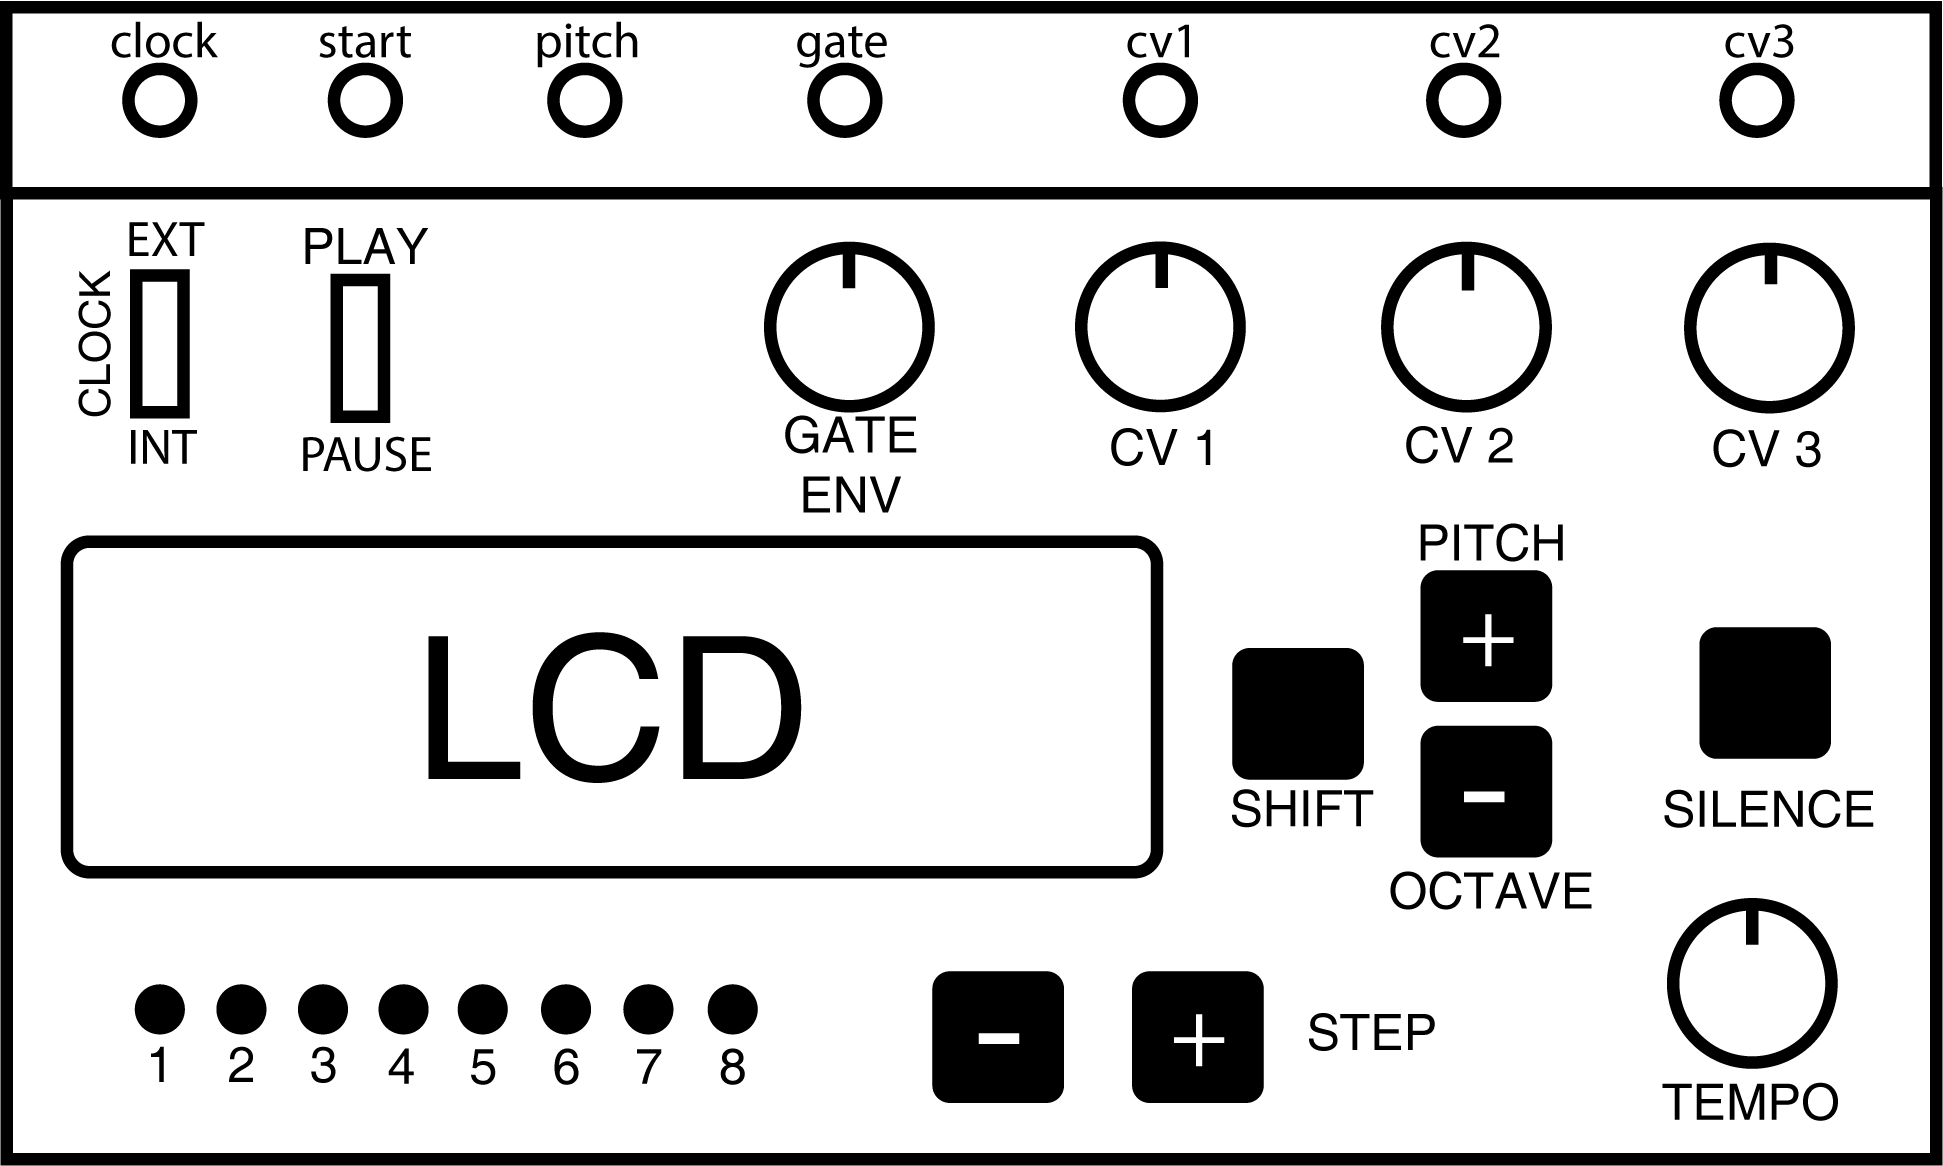 clock start pitch gate cv1 cv2 cv3
EXT PLAY
CLOCK
INT PAUSE
GATE
ENV
CV 1 CV 2 CV 3
LCD
PITCH
+
-
SHIFT
OCTAVE
SILENCE
1 2 3 4 5 6 7 8
- + STEP
TEMPO